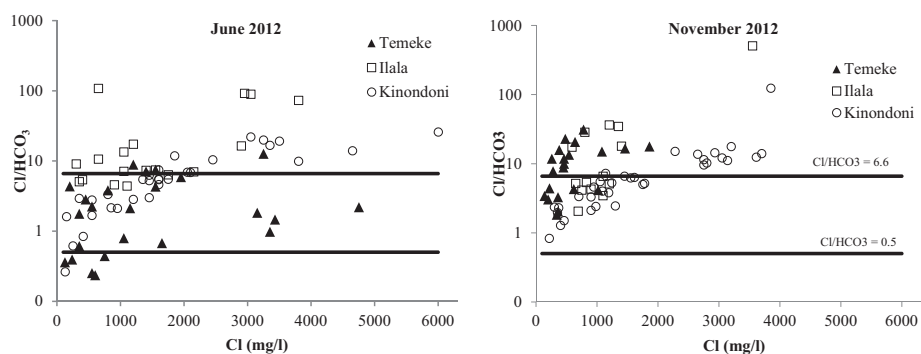 June 2012
1000
100
10
1
0
Cl/HCO3
▲ Temeke
□ Ilala
○ Kinondoni
0 1000 2000 3000 4000 5000 6000
Cl (mg/l)
November 2012
1000
100
10
1
0
Cl/HCO3
▲ Temeke
□ Ilala
○ Kinondoni
Cl/HCO3 = 6.6
Cl/HCO3 = 0.5
0 1000 2000 3000 4000 5000 6000
Cl (mg/l)